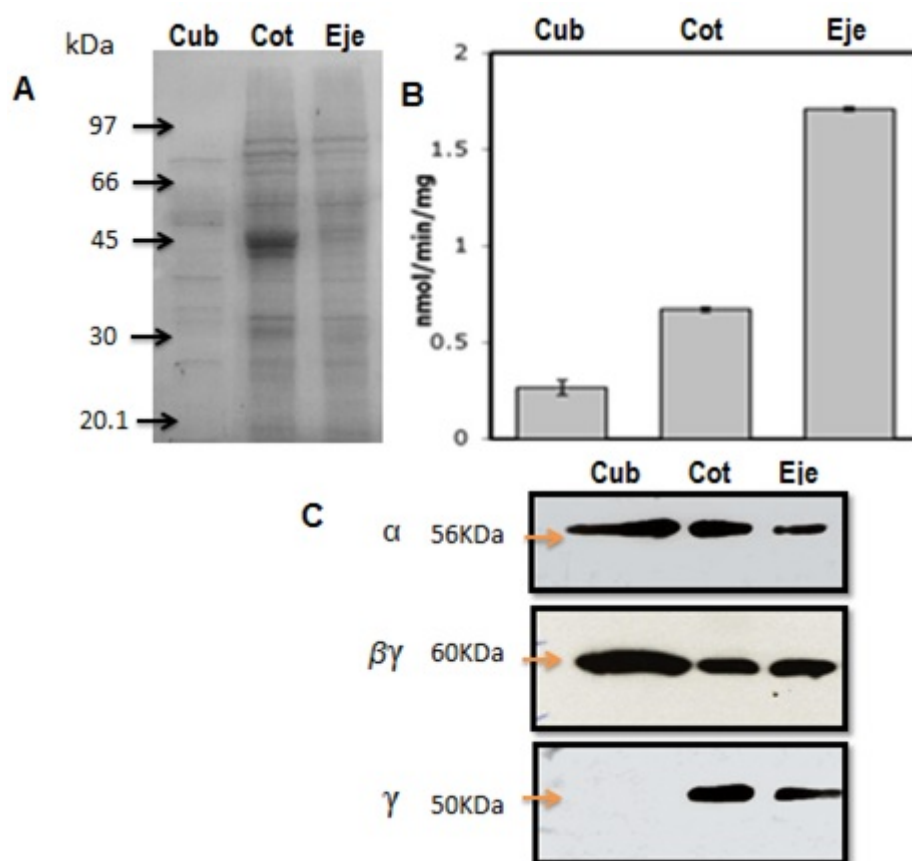 kDa Cub Cot Eje
A
97
66
45
30
20.1
B
Cub Cot Eje
2
1.5
1
0.5
0
nmol/min/mg
C
Cub Cot Eje
α 56KDa
βγ 60KDa
γ 50KDa